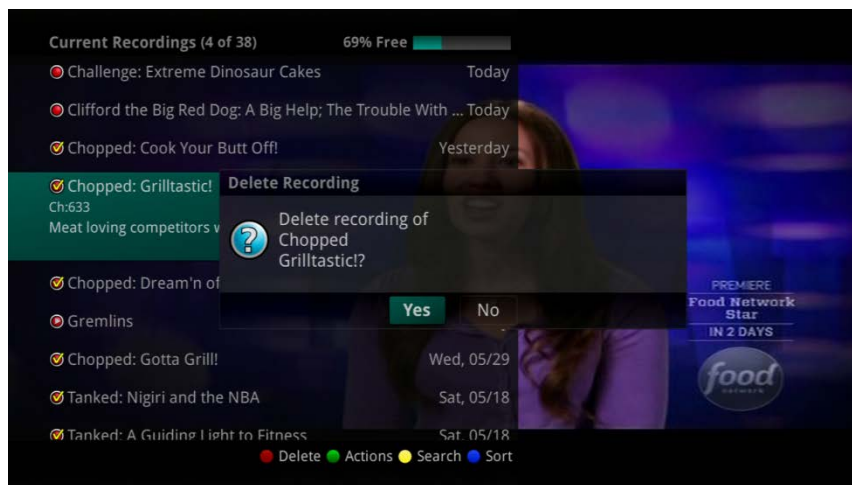 Current Recordings (4 of 38) 69% Free
Challenge: Extreme Dinosaur Cakes Today
Clifford the Big Red Dog: A Big Help; The Trouble With ... Today
Chopped: Cook Your Butt Off! Yesterday
Chopped: Grilltastic!
Ch:633
Meat loving competitors
Delete Recording
Delete recording of
Chopped
Grilltastic!?
Yes No
Chopped: Dream'n of
Gremlins
Chopped: Gotta Grill! Wed, 05/29
Tanked: Nigiri and the NBA Sat, 05/18
Tanked: A Guiding Light to Fitness Sat, 05/18
Delete Actions Search Sort
PREMIERE
Food Network
Star
IN 2 DAYS
food
network